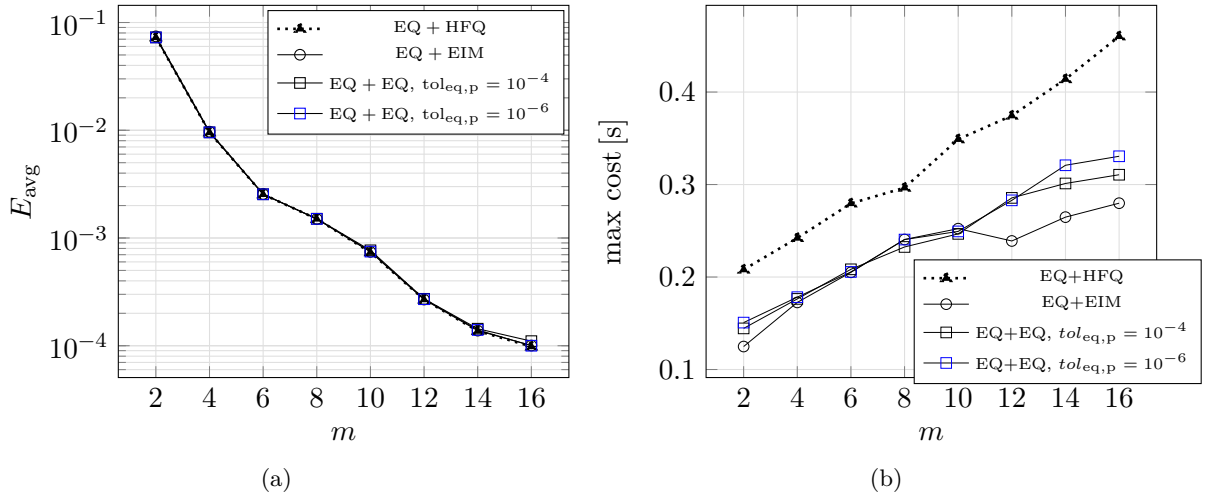 10⁻¹
10⁻²
10⁻³
10⁻⁴
E_avg
2 4 6 8 10 12 14 16
m
EQ + HFQ
EQ + EIM
EQ + EQ, tol_eq,p = 10⁻⁴
EQ + EQ, tol_eq,p = 10⁻⁶
(a)
0.4
0.3
0.2
0.1
max cost [s]
2 4 6 8 10 12 14 16
m
EQ+HFQ
EQ+EIM
EQ+EQ, tol_eq,p = 10⁻⁴
EQ+EQ, tol_eq,p = 10⁻⁶
(b)